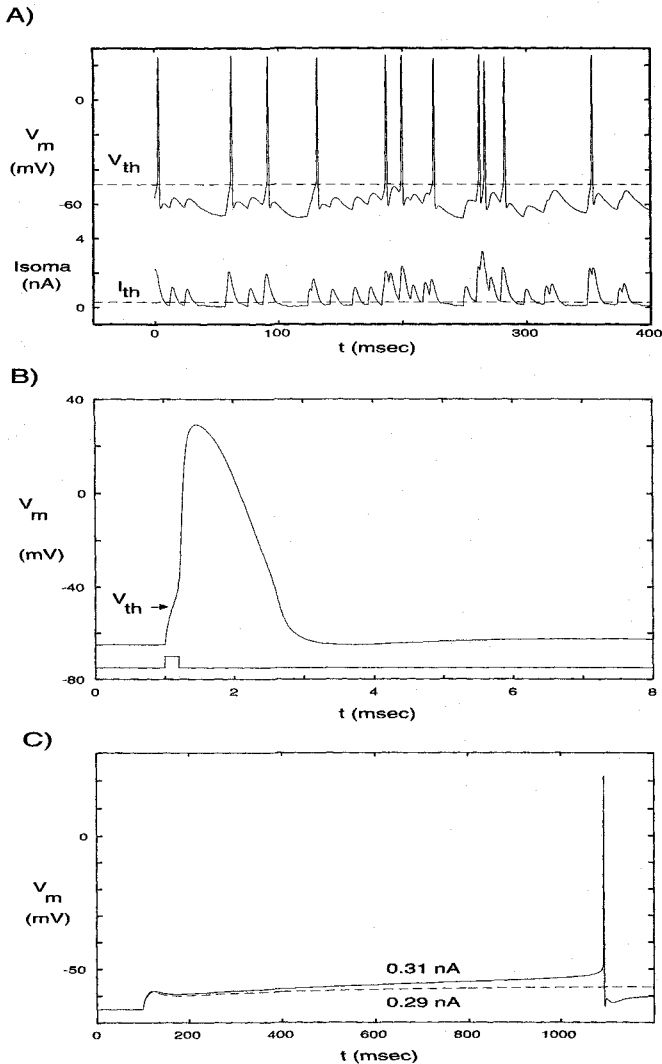 A)
0
V_m
(mV)
V_th
-60
4
Isoma
(nA)
I_th
0
0 100 200 300 400
t (msec)
B)
40
0
V_m
(mV)
-40
V_th
-80
0 2 4 6 8
t (msec)
C)
0
V_m
(mV)
-50
0.31 nA
0.29 nA
0 200 400 600 800 1000
t (msec)